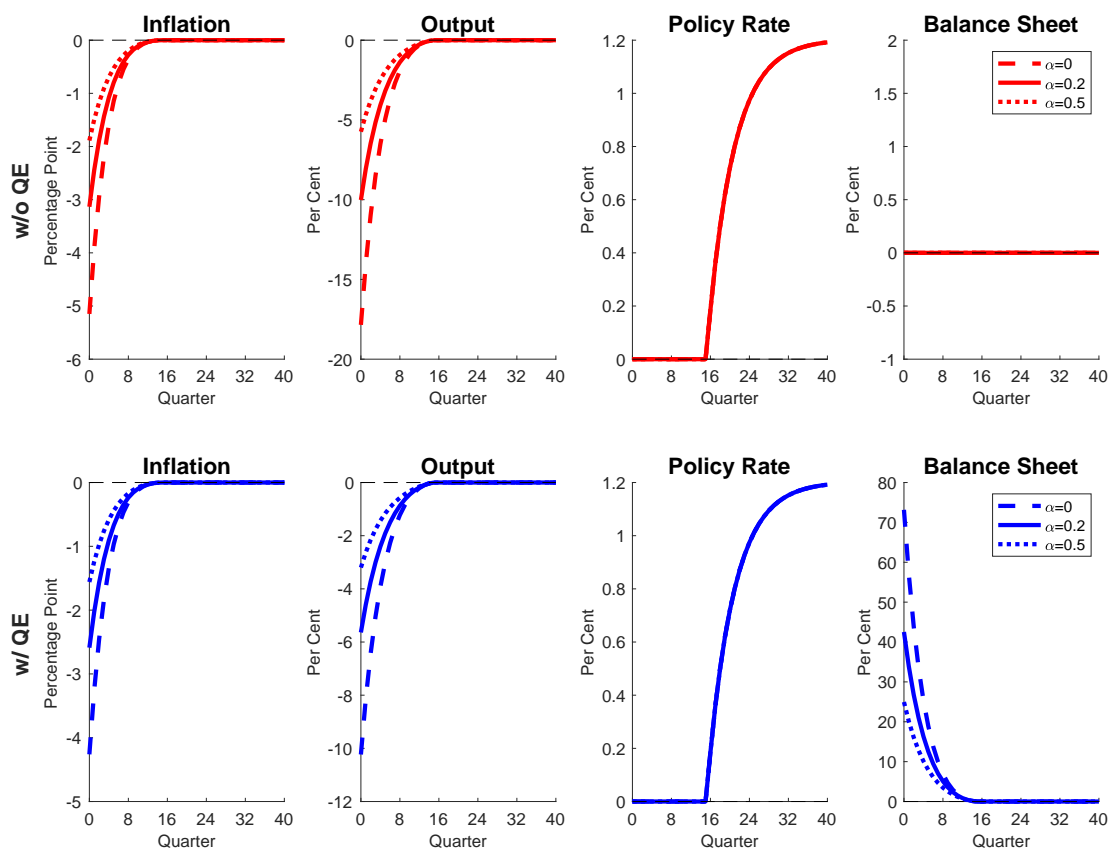 Inflation
Output
Policy Rate
Balance Sheet
w/o QE
Percentage Point
0
-1
-2
-3
-4
-5
-6
0 8 16 24 32 40
Quarter
Per Cent
0
-5
-10
-15
-20
0 8 16 24 32 40
Quarter
1.2
1
0.8
0.6
0.4
0.2
0
0 8 16 24 32 40
Quarter
Per Cent
2
1.5
1
0.5
0
-0.5
-1
0 8 16 24 32 40
Quarter
α=0
α=0.2
α=0.5
Inflation
Output
Policy Rate
Balance Sheet
w/ QE
Percentage Point
0
-1
-2
-3
-4
-5
0 8 16 24 32 40
Quarter
Per Cent
0
-2
-4
-6
-8
-10
-12
0 8 16 24 32 40
Quarter
1.2
1
0.8
0.6
0.4
0.2
0
0 8 16 24 32 40
Quarter
Per Cent
80
70
60
50
40
30
20
10
0
0 8 16 24 32 40
Quarter
α=0
α=0.2
α=0.5